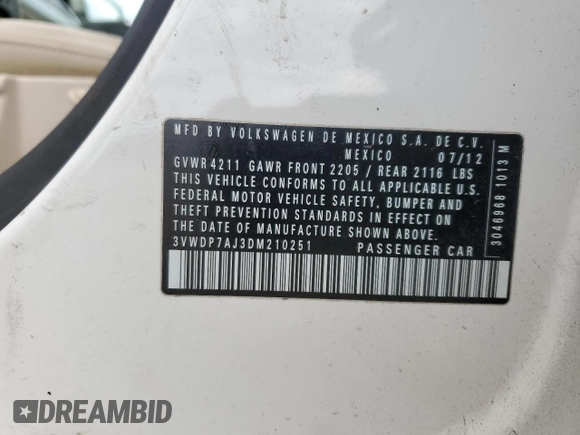 MFD BY VOLKSWAGEN DE MEXICO S.A. DE C.V.
MEXICO 07/12
GVWR 4211 GAWR FRONT 2205 / REAR 2116 LBS
THIS VEHICLE CONFORMS TO ALL APPLICABLE U.S.
FEDERAL MOTOR VEHICLE SAFETY, BUMPER AND
THEFT PREVENTION STANDARDS IN EFFECT ON
THE DATE OF MANUFACTURE SHOWN ABOVE.
3VWDP7AJ3DM210251 PASSENGER CAR
3046968 1013 M
DREAMBID